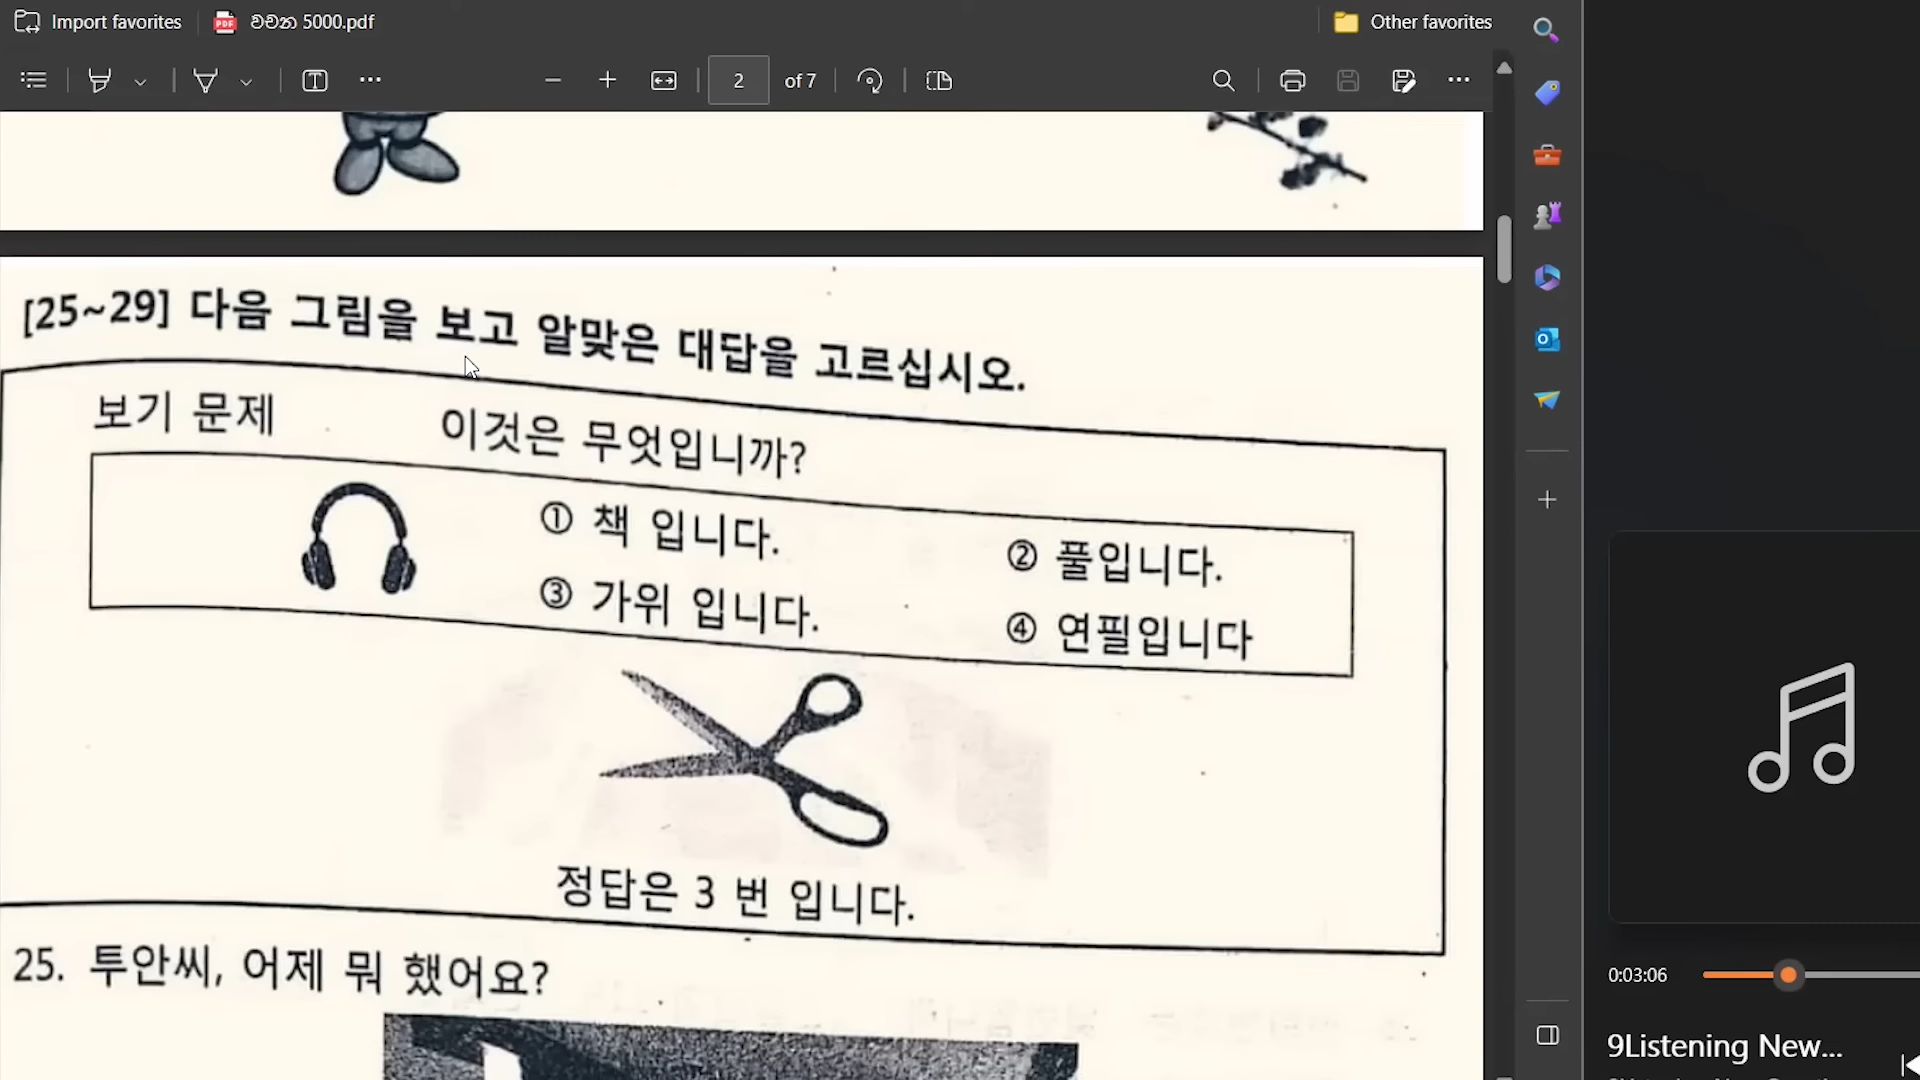 Import favorites
වචන 5000.pdf
Other favorites
2 of 7
[25~29] 다음 그림을 보고 알맞은 대답을 고르십시오.
보기 문제 이것은 무엇입니까?
① 책 입니다. ② 풀입니다.
③ 가위 입니다. ④ 연필입니다
정답은 3 번 입니다.
25. 투안씨, 어제 뭐 했어요?
0:03:06
9Listening New...